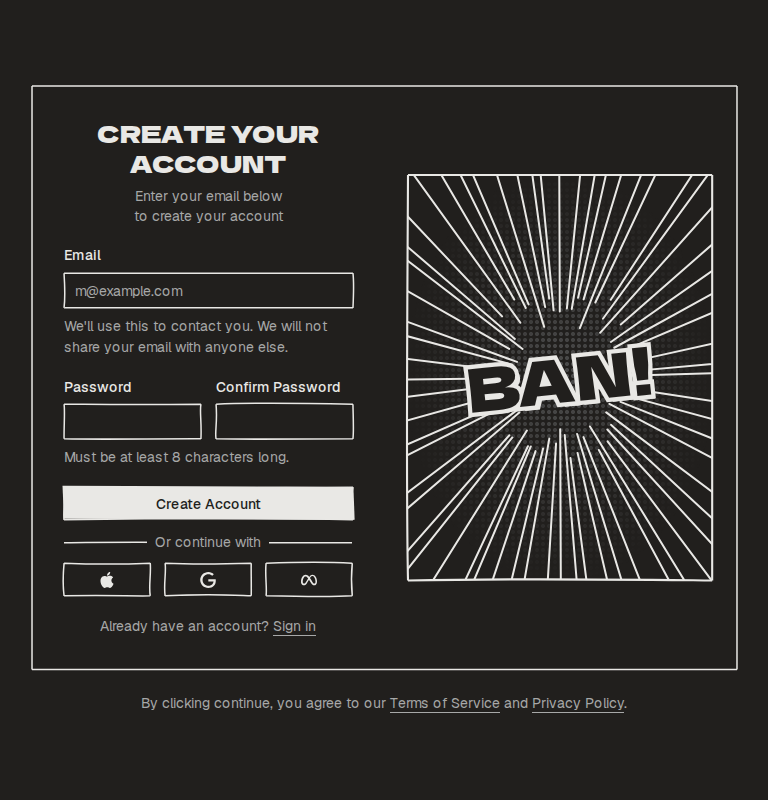 CREATE YOUR
ACCOUNT
Enter your email below
to create your account
Email
m@example.com
We'll use this to contact you. We will not
share your email with anyone else.
Password
Confirm Password
Must be at least 8 characters long.
Create Account
Or continue with
Already have an account? Sign in
BAN!
By clicking continue, you agree to our Terms of Service and Privacy Policy.